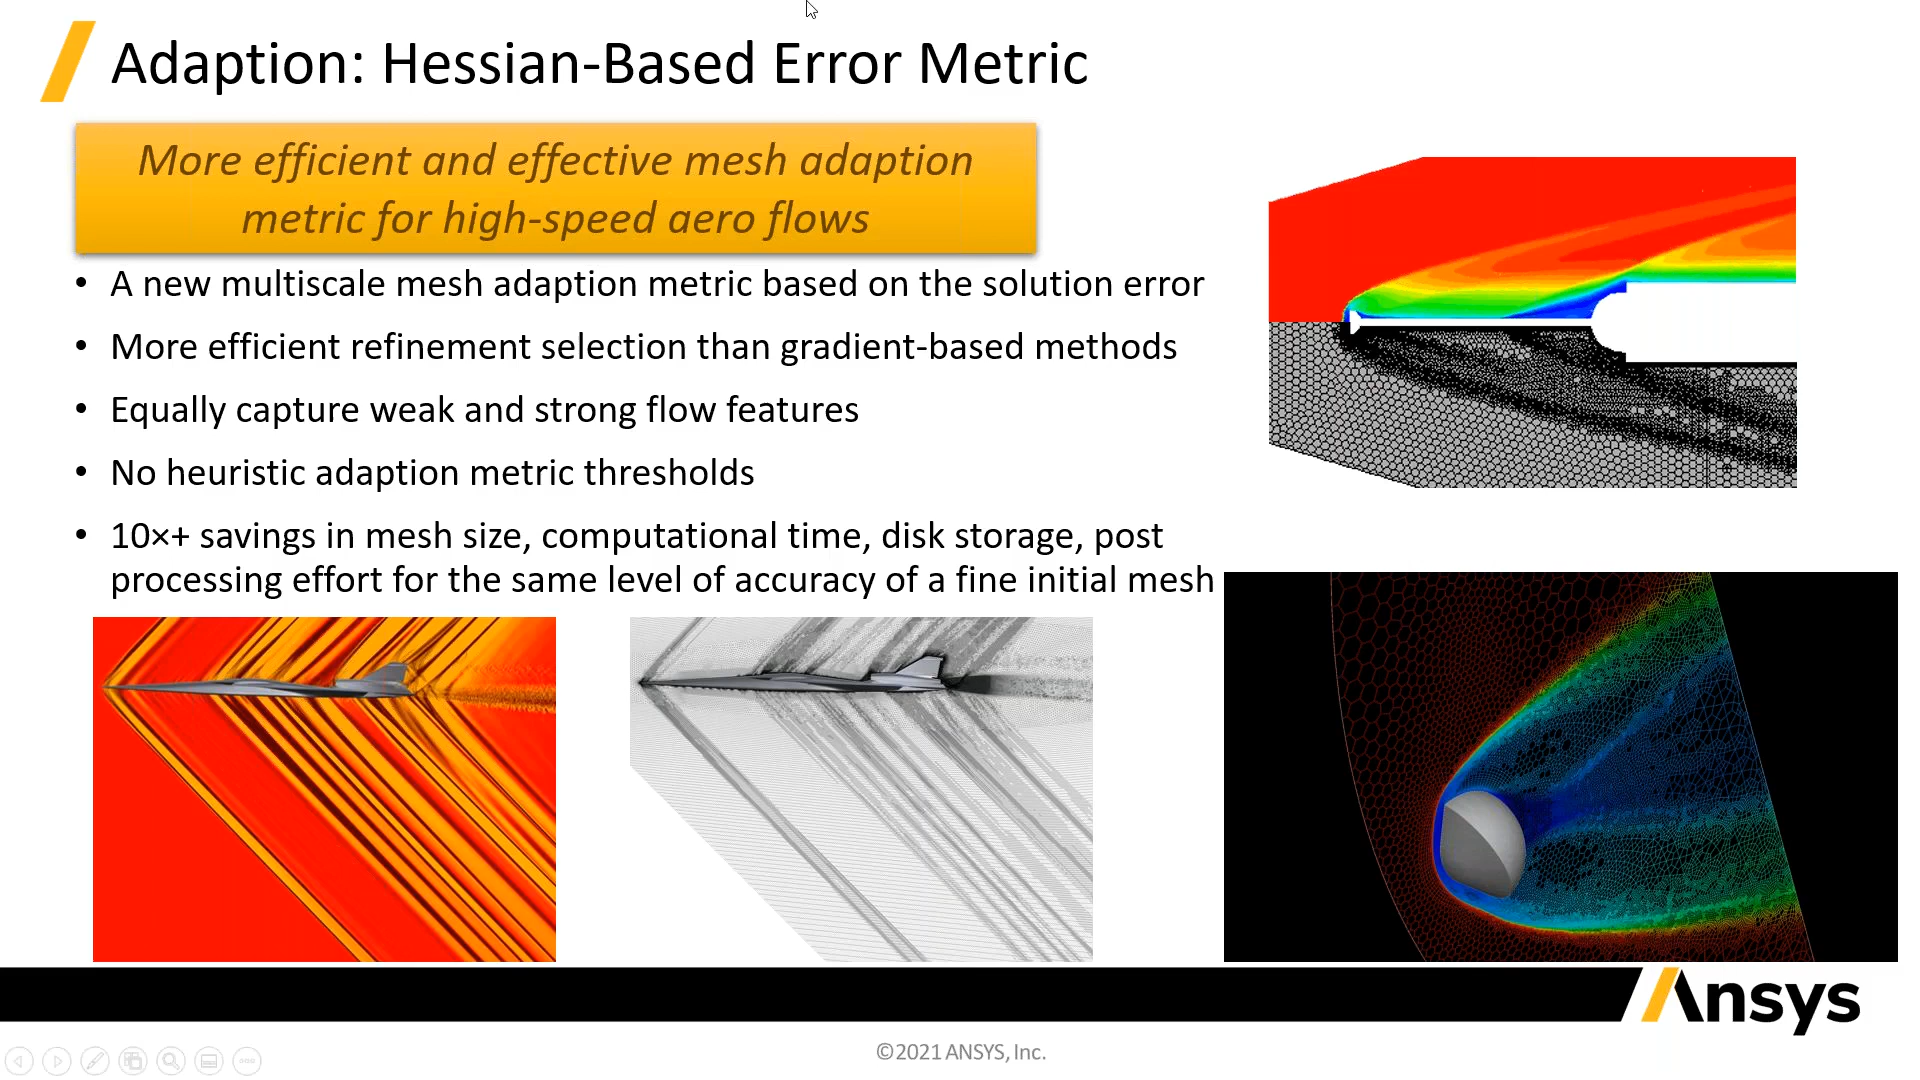 Adaption: Hessian-Based Error Metric
More efficient and effective mesh adaption
metric for high-speed aero flows
• A new multiscale mesh adaption metric based on the solution error
• More efficient refinement selection than gradient-based methods
• Equally capture weak and strong flow features
• No heuristic adaption metric thresholds
• 10×+ savings in mesh size, computational time, disk storage, post
processing effort for the same level of accuracy of a fine initial mesh
Ansys
©2021 ANSYS, Inc.